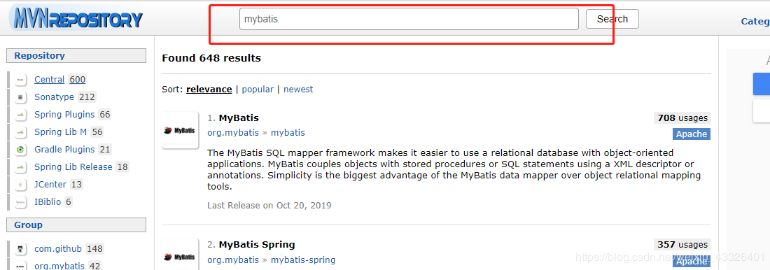 MVNREPOSITORY
mybatis
Search
Categ
Repository
Central 600
Sonatype 212
Spring Plugins 66
Spring Lib M 56
Gradle Plugins 21
Spring Lib Release 18
JCenter 13
IBiblio 6
Group
com.github 148
org.mybatis 42
Found 648 results
Sort: relevance | popular | newest
MyBatis
1. MyBatis
708 usages
org.mybatis » mybatis
Apache
The MyBatis SQL mapper framework makes it easier to use a relational database with object-oriented
applications. MyBatis couples objects with stored procedures or SQL statements using a XML descriptor or
annotations. Simplicity is the biggest advantage of the MyBatis data mapper over object relational mapping
tools.
Last Release on Oct 20, 2019
MyBatis
2. MyBatis Spring
357 usages
org.mybatis » mybatis-spring
Apache
A